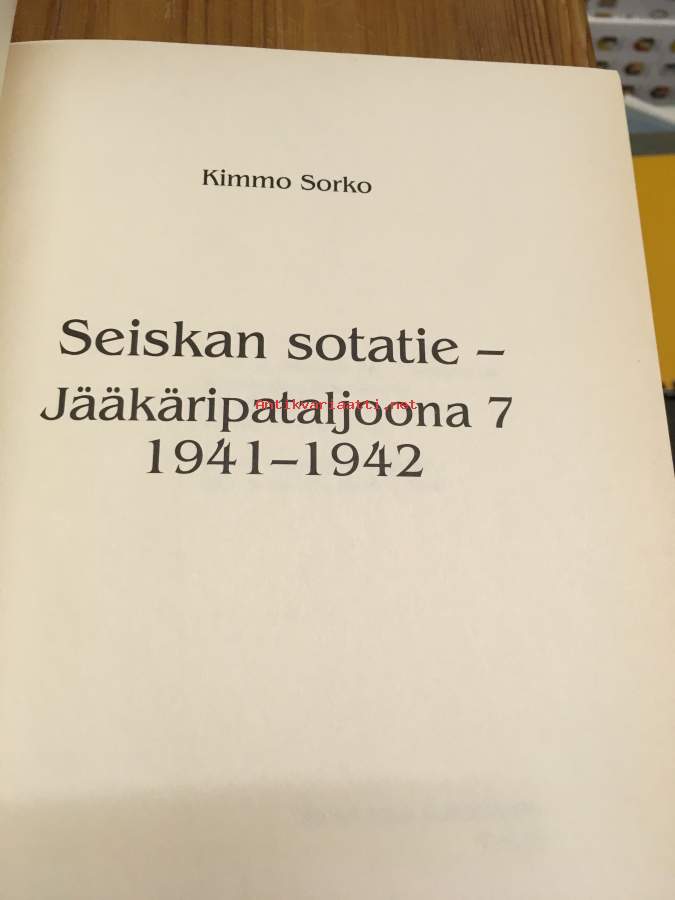 Kimmo Sorko
Seiskan sotatie –
Jääkäripataljoona 7
Antikvariaatti.net
1941–1942